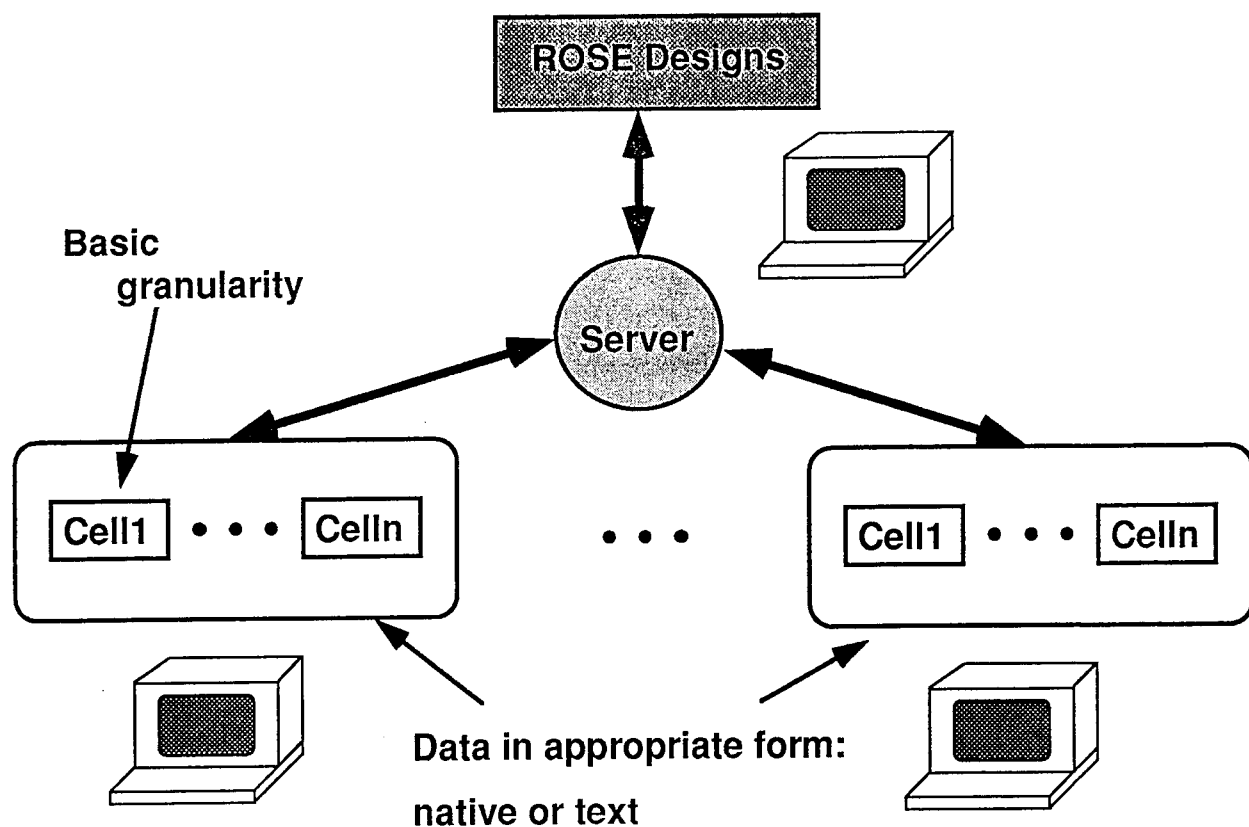 ROSE Designs
Basic
granularity
Server
Cell1 • • • Celln
• • •
Cell1 • • • Celln
Data in appropriate form:
native or text